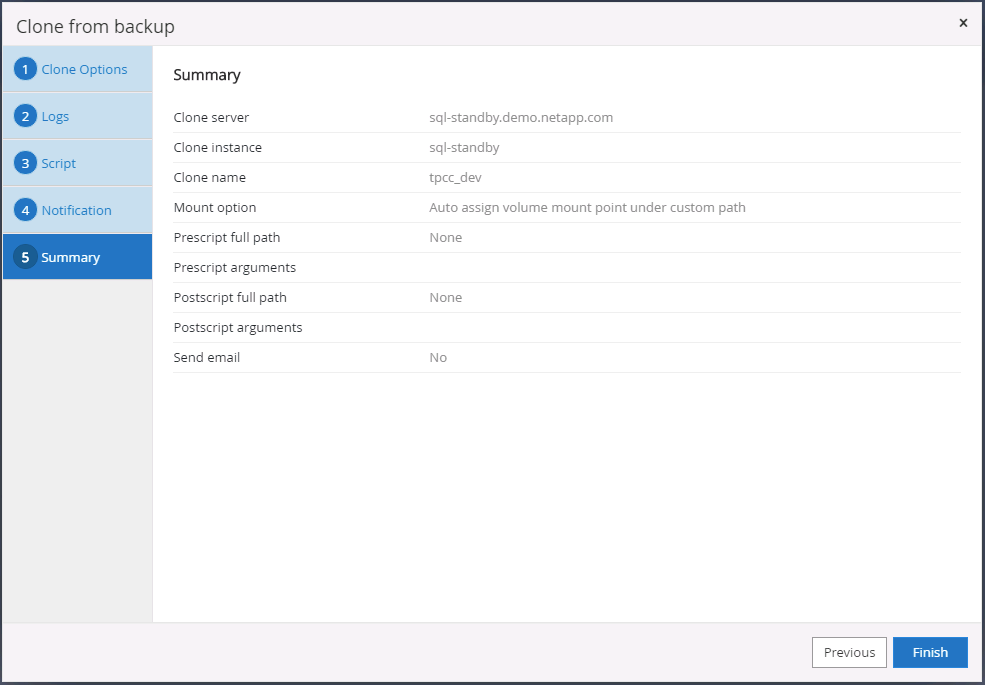 Clone from backup
×
1 Clone Options
2 Logs
3 Script
4 Notification
5 Summary
Summary
Clone server sql-standby.demo.netapp.com
Clone instance sql-standby
Clone name tpcc_dev
Mount option Auto assign volume mount point under custom path
Prescript full path None
Prescript arguments
Postscript full path None
Postscript arguments
Send email No
Previous Finish